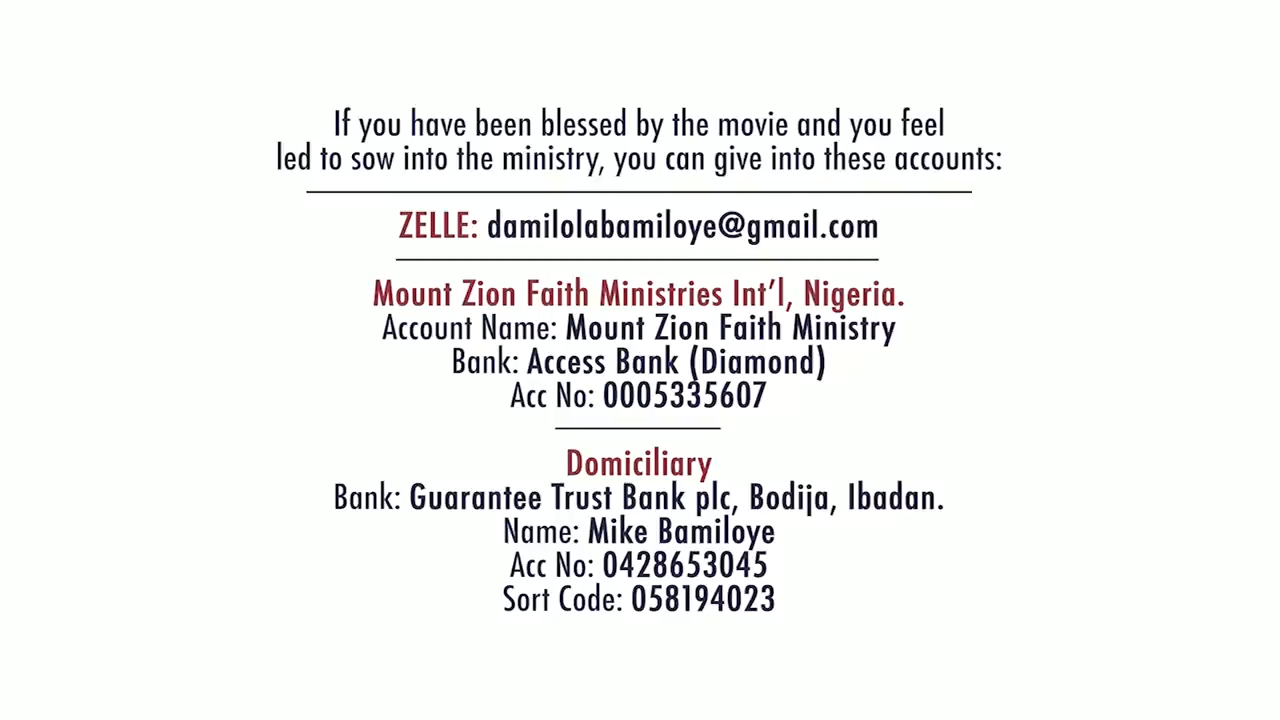 If you have been blessed by the movie and you feel
led to sow into the ministry, you can give into these accounts:
ZELLE: damilolabamiloye@gmail.com
Mount Zion Faith Ministries Int’l, Nigeria.
Account Name: Mount Zion Faith Ministry
Bank: Access Bank (Diamond)
Acc No: 0005335607
Domiciliary
Bank: Guarantee Trust Bank plc, Bodija, Ibadan.
Name: Mike Bamiloye
Acc No: 0428653045
Sort Code: 058194023